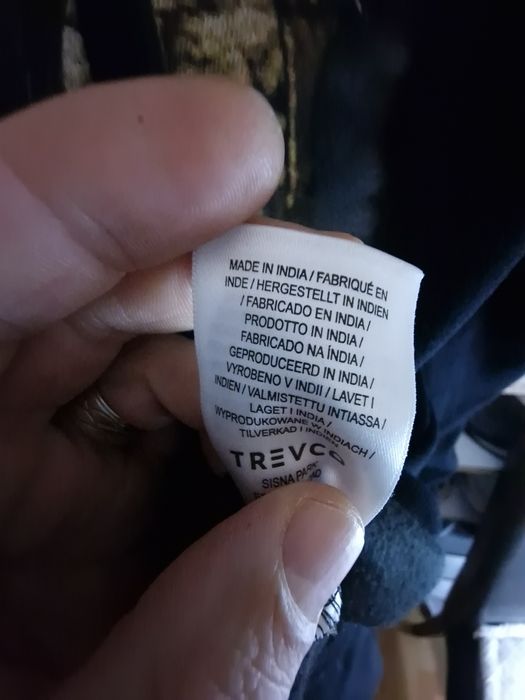 MADE IN INDIA / FABRIQUÉ EN
INDE / HERGESTELLT IN INDIEN
/ FABRICADO EN INDIA /
PRODOTTO IN INDIA /
FABRICADO NA ÍNDIA /
GEPRODUCEERD IN INDIA /
VYROBENO V INDII / LAVET I
INDIEN / VALMISTETTU INTIASSA /
LAGET I INDIA /
WYPRODUKOWANE W INDIACH /
TILVERKAD I INDIEN
TREVCO
SISNA PARK